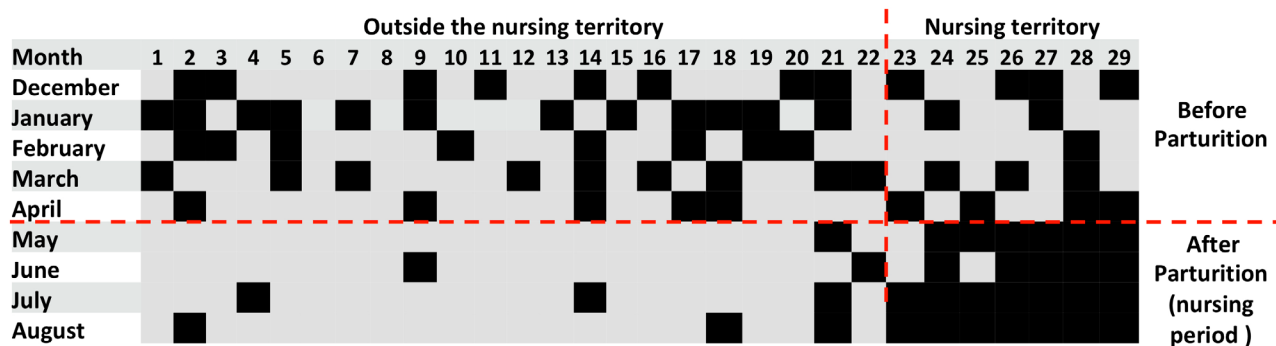 Outside the nursing territory Nursing territory
Month 1 2 3 4 5 6 7 8 9 10 11 12 13 14 15 16 17 18 19 20 21 22 23 24 25 26 27 28 29
December
January
February
March
April
May
June
July
August
Before
Parturition
After
Parturition
(nursing
period )